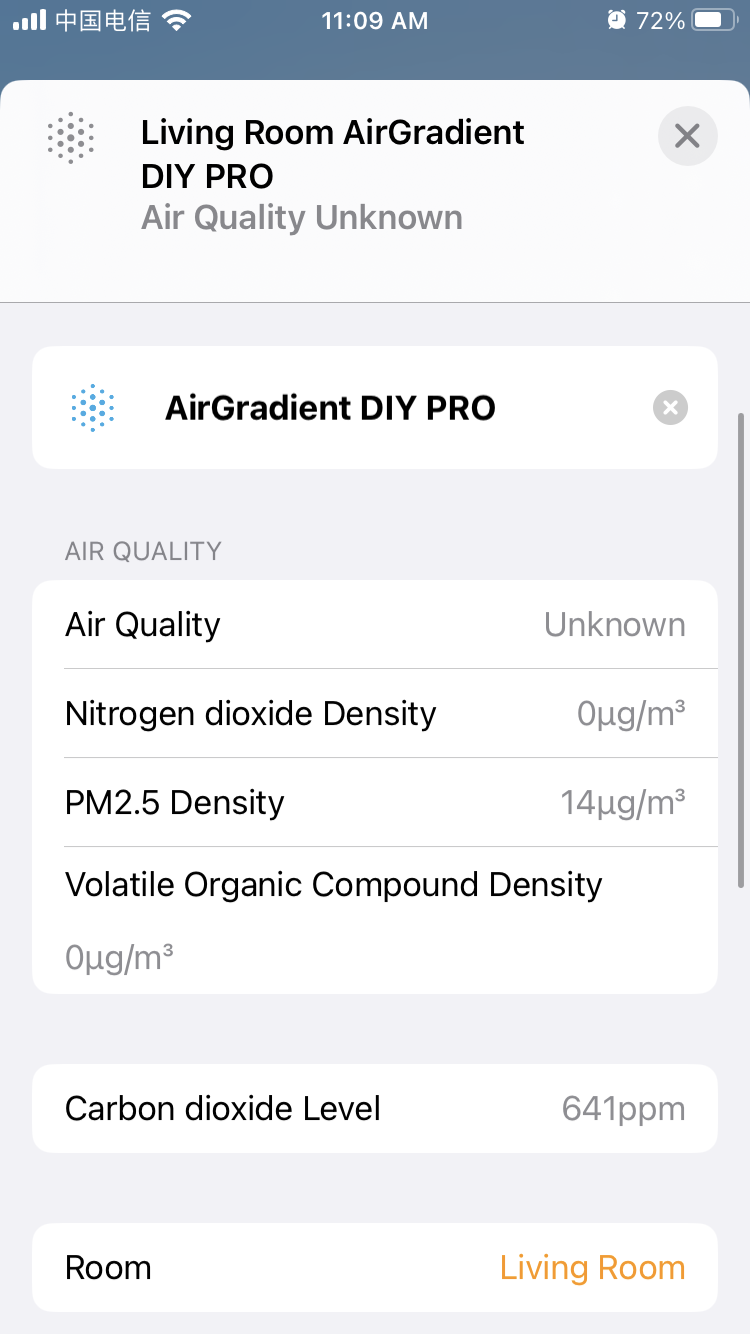 中国电信 11:09 AM 72%
Living Room AirGradient
DIY PRO
Air Quality Unknown
AirGradient DIY PRO
AIR QUALITY
Air Quality Unknown
Nitrogen dioxide Density 0μg/m³
PM2.5 Density 14μg/m³
Volatile Organic Compound Density
0μg/m³
Carbon dioxide Level 641ppm
Room Living Room